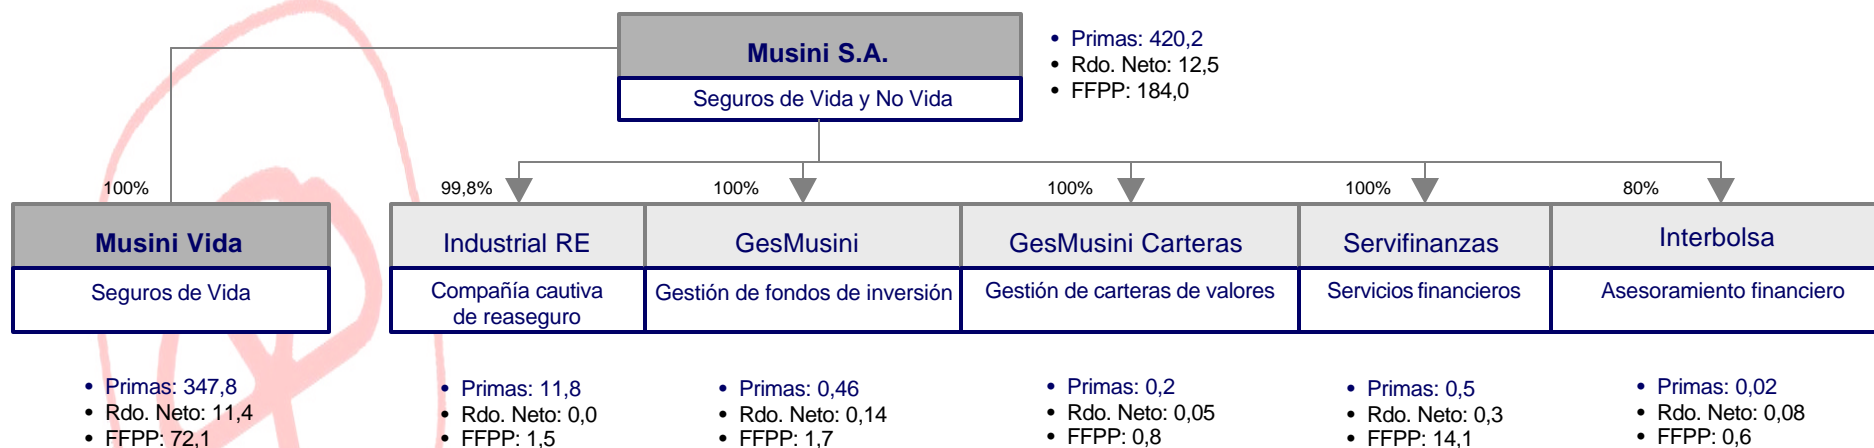 Musini S.A.
Seguros de Vida y No Vida
• Primas: 420,2
• Rdo. Neto: 12,5
• FFPP: 184,0
100%
99,8%
100%
100%
100%
80%
Musini Vida
Seguros de Vida
Industrial RE
Compañía cautiva
de reaseguro
GesMusini
Gestión de fondos de inversión
GesMusini Carteras
Gestión de carteras de valores
Servifinanzas
Servicios financieros
Interbolsa
Asesoramiento financiero
• Primas: 347,8
• Rdo. Neto: 11,4
• FFPP: 72,1
• Primas: 11,8
• Rdo. Neto: 0,0
• FFPP: 1,5
• Primas: 0,46
• Rdo. Neto: 0,14
• FFPP: 1,7
• Primas: 0,2
• Rdo. Neto: 0,05
• FFPP: 0,8
• Primas: 0,5
• Rdo. Neto: 0,3
• FFPP: 14,1
• Primas: 0,02
• Rdo. Neto: 0,08
• FFPP: 0,6